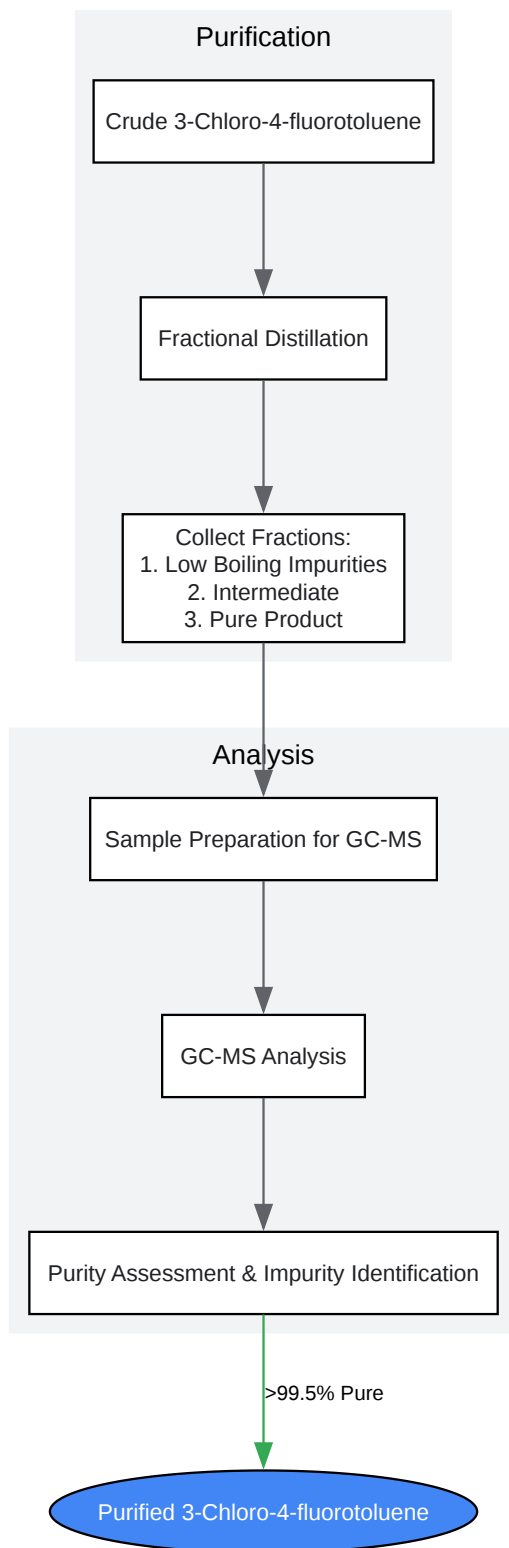 Purification
Crude 3-Chloro-4-fluorotoluene
Fractional Distillation
Collect Fractions:
1. Low Boiling Impurities
2. Intermediate
3. Pure Product
Analysis
Sample Preparation for GC-MS
GC-MS Analysis
Purity Assessment & Impurity Identification
>99.5% Pure
Purified 3-Chloro-4-fluorotoluene